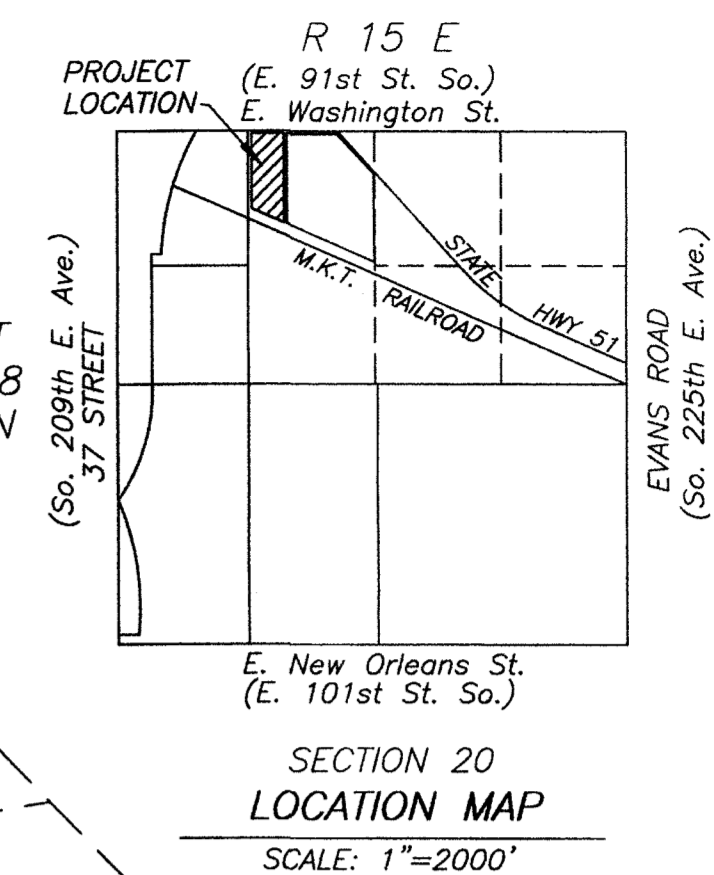 R 15 E
PROJECT
LOCATION
(E. 91st St. So.)
E. Washington St.
M.K.T. RAILROAD
STATE HWY 51
(So. 209th E. Ave.)
37 STREET
EVANS ROAD
(So. 225th E. Ave.)
E. New Orleans St.
(E. 101st St. So.)
SECTION 20
LOCATION MAP
SCALE: 1"=2000'